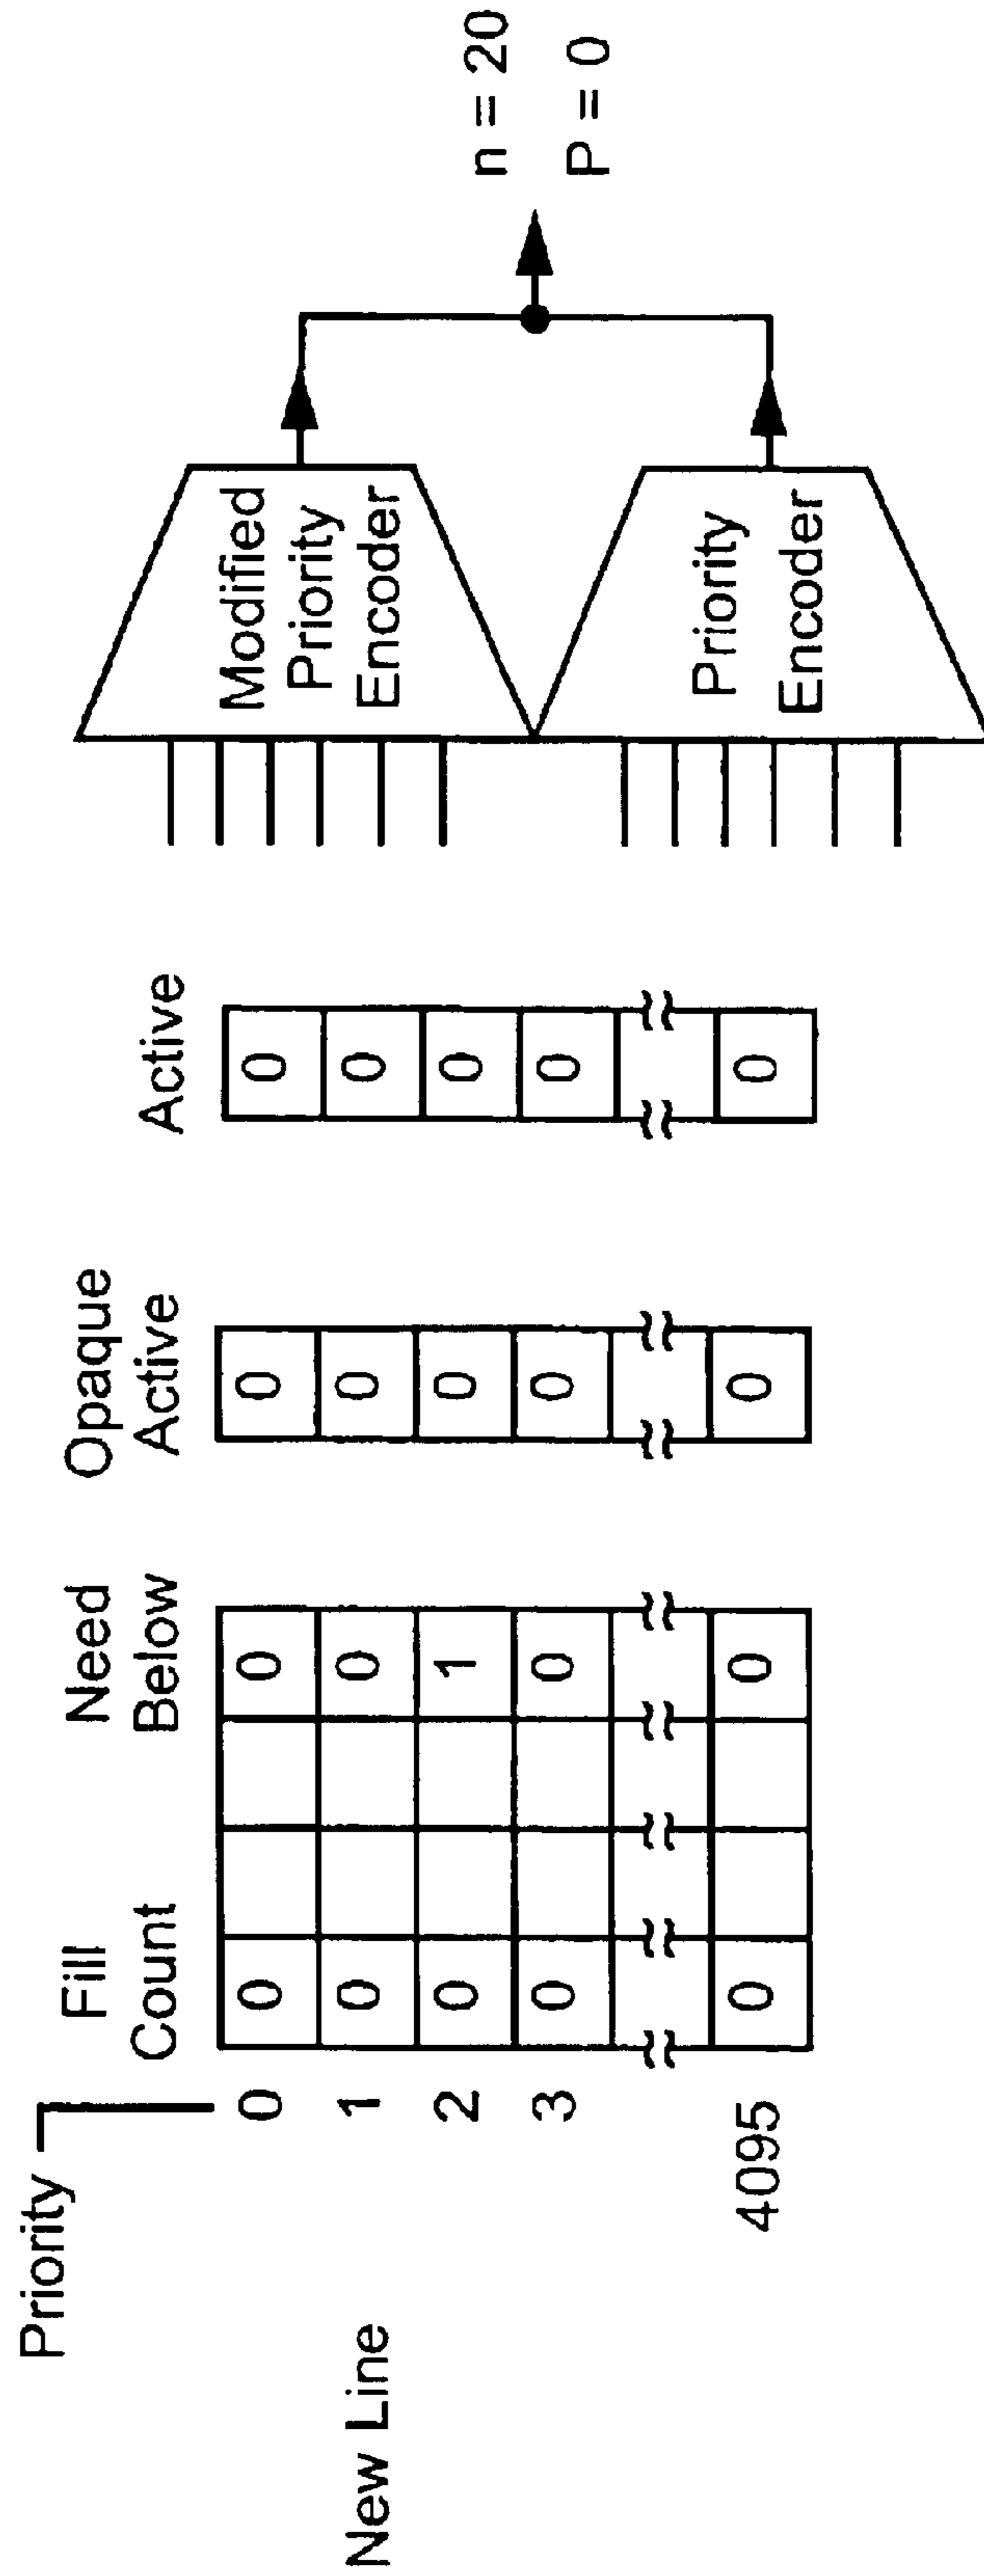 Priority
Fill
Count
Need
Below
Opaque
Active
Active
New Line
0 0 0 0 0
1 0 0 0 0
2 0 1 0 0
3 0 0 0 0
4095 0 0 0 0
Modified
Priority
Encoder
Priority
Encoder
n = 20
P = 0